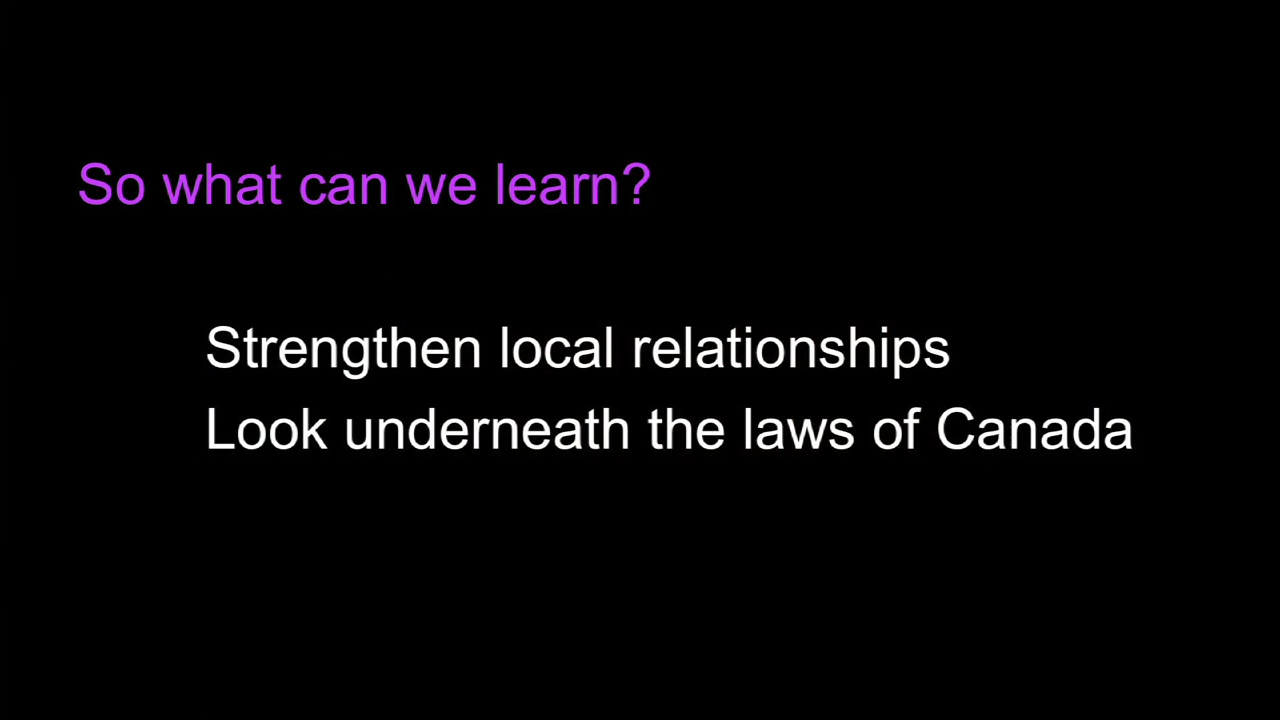 So what can we learn?
Strengthen local relationships
Look underneath the laws of Canada